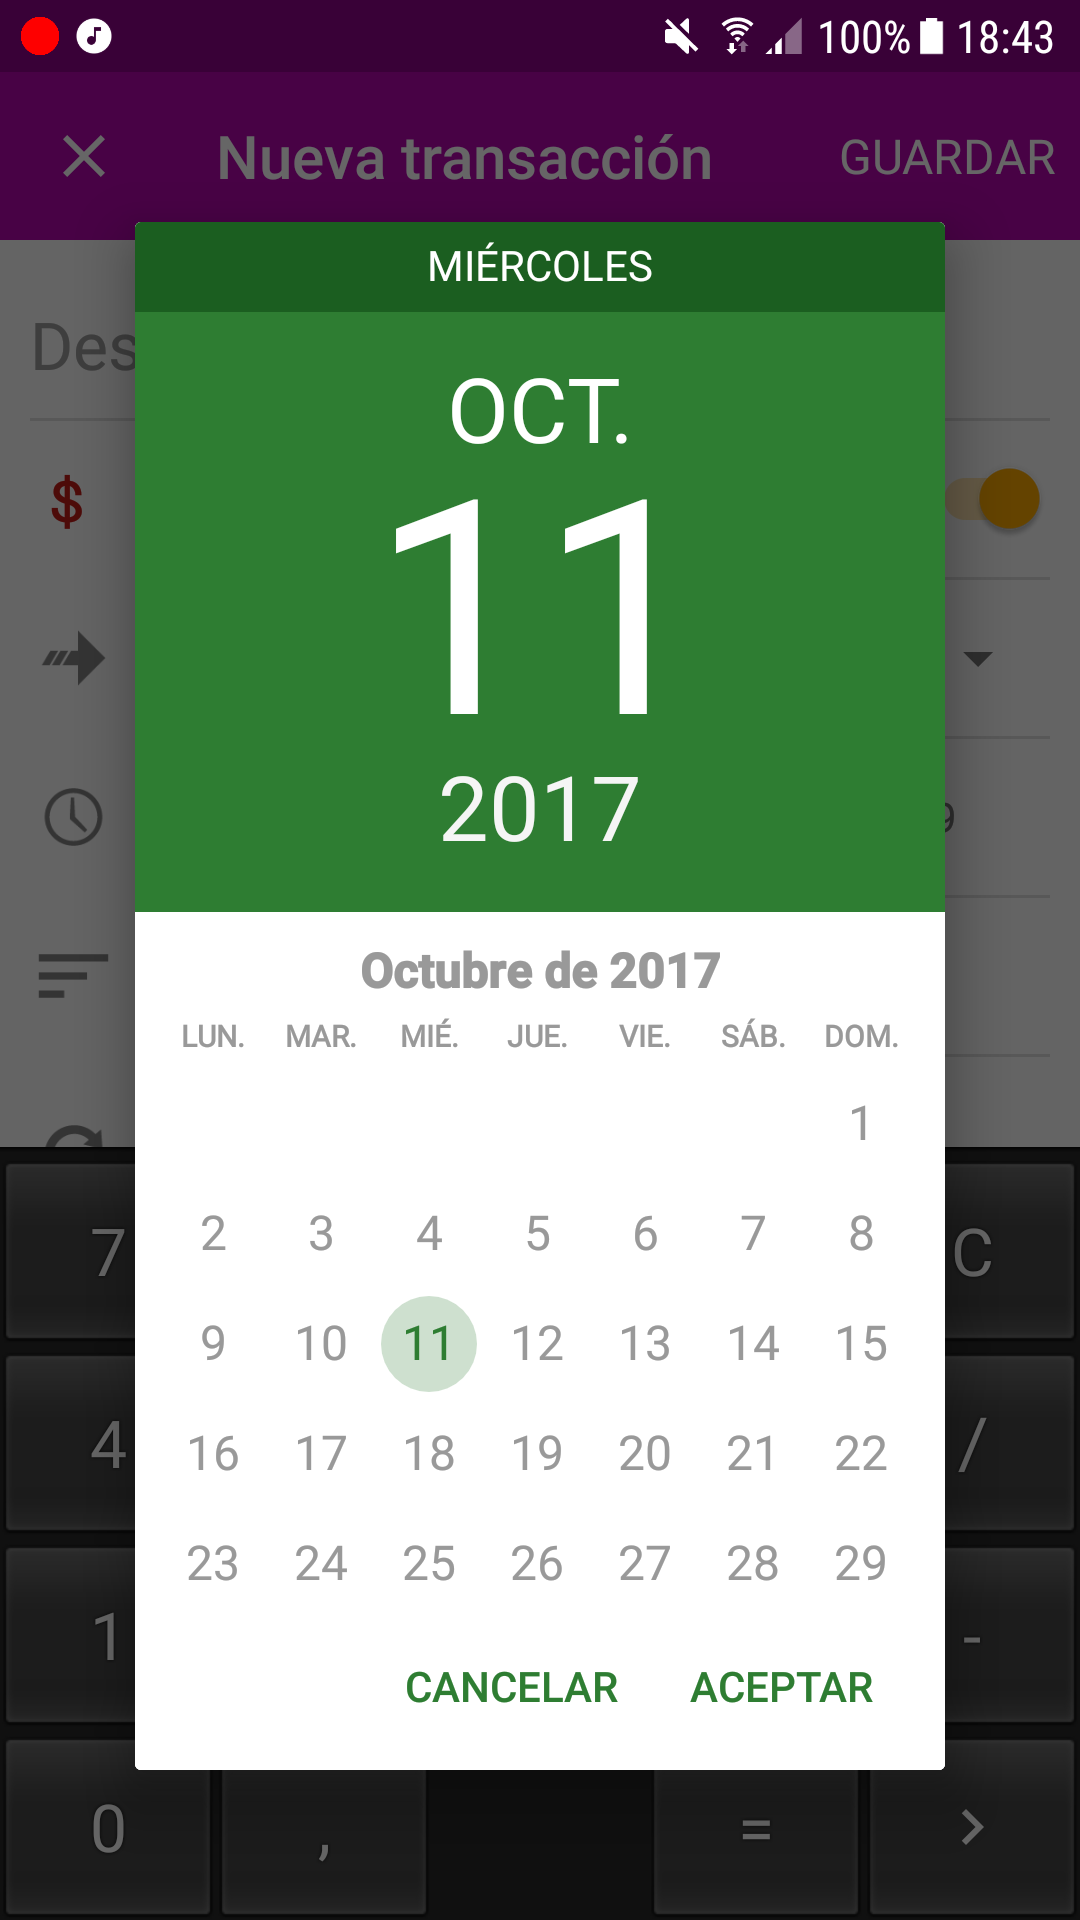 100% 18:43
Nueva transacción GUARDAR
MIÉRCOLES
Des
OCT.
$
11
2017
9
Octubre de 2017
LUN. MAR. MIÉ. JUE. VIE. SÁB. DOM.
1
2 3 4 5 6 7 8
9 10 11 12 13 14 15
16 17 18 19 20 21 22
23 24 25 26 27 28 29
CANCELAR ACEPTAR
7 C
4 /
1 -
0 , = >